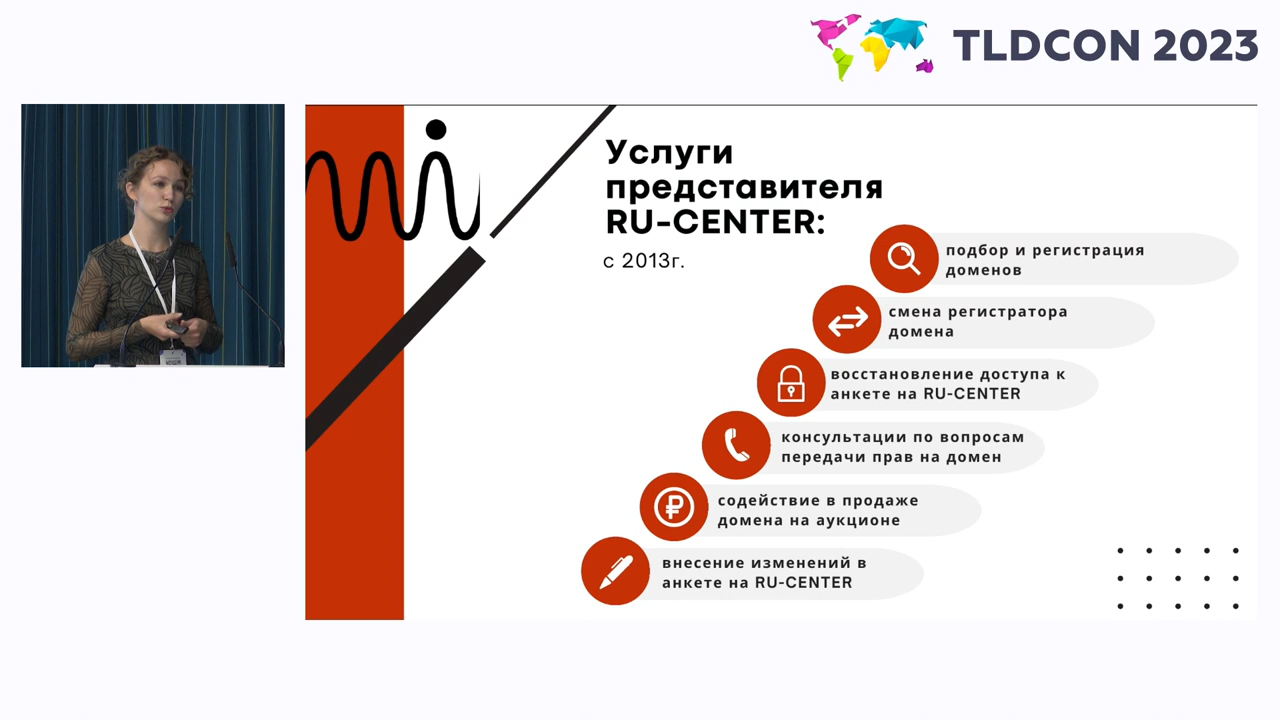 TLDCON 2023
Услуги
представителя
RU-CENTER:
с 2013г.
подбор и регистрация
доменов
смена регистратора
домена
восстановление доступа к
анкете на RU-CENTER
консультации по вопросам
передачи прав на домен
содействие в продаже
домена на аукционе
внесение изменений в
анкете на RU-CENTER